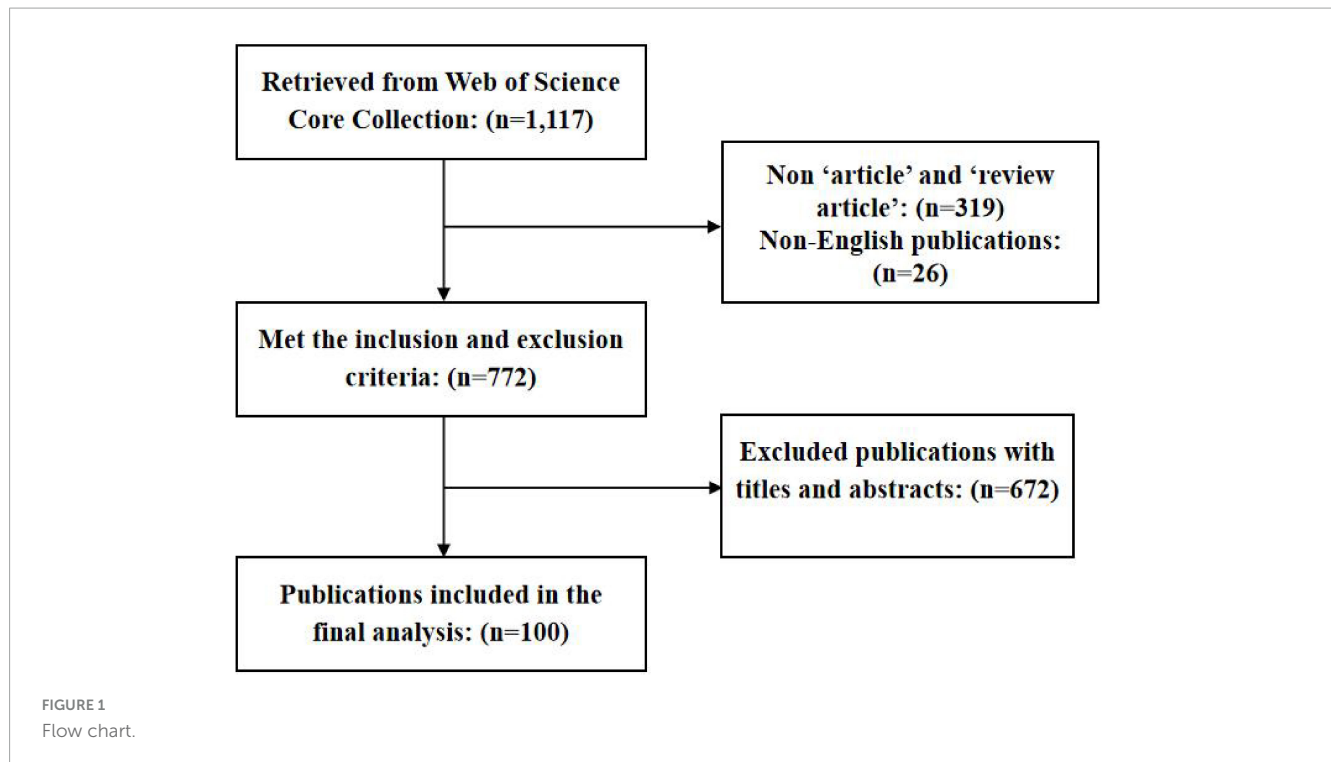 Retrieved from Web of Science
Core Collection: (n=1,117)
Non ‘article’ and ‘review
article’: (n=319)
Non-English publications:
(n=26)
Met the inclusion and exclusion
criteria: (n=772)
Excluded publications with
titles and abstracts: (n=672)
Publications included in the
final analysis: (n=100)
FIGURE 1
Flow chart.